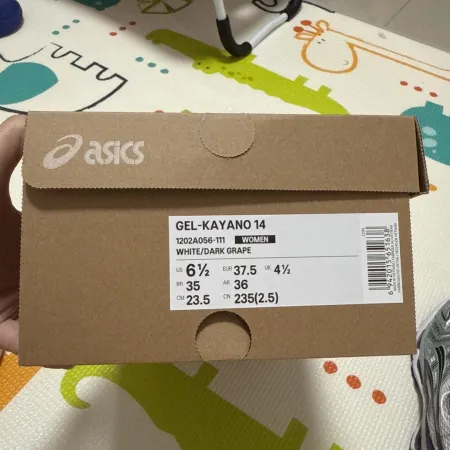 asics
GEL-KAYANO 14
1202A056-111 WOMEN
WHITE/DARK GRAPE
US 6½ EUR 37.5 UK 4½
BR 35 AR 36
CM 23.5 CN 235(2.5)